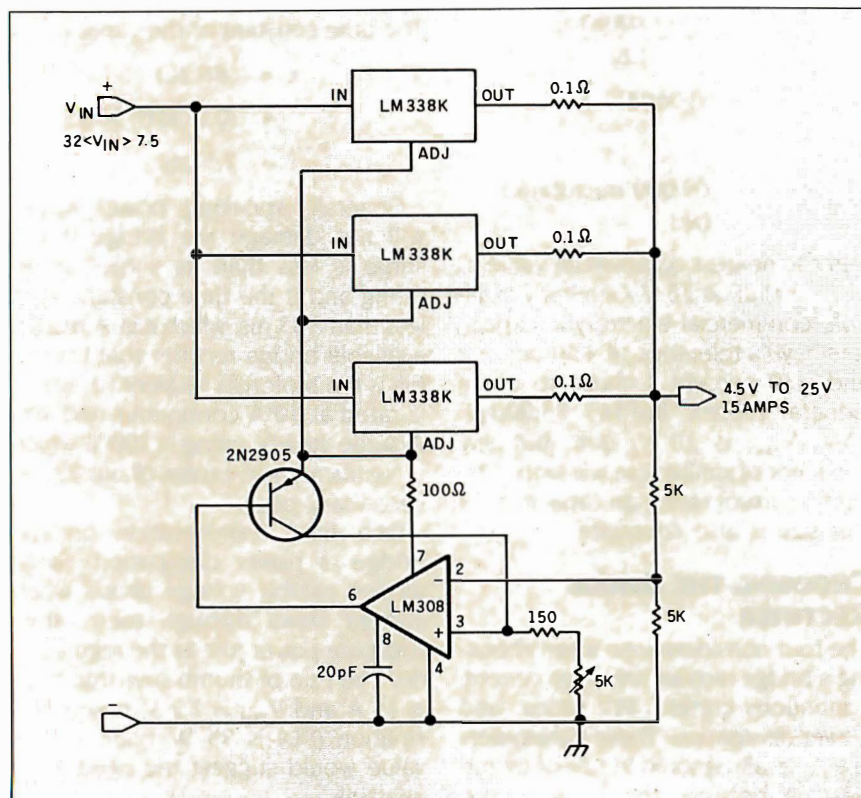 LM338K
IN
OUT
0.1Ω
ADJ
+
V IN
32<V IN> 7.5
LM338K
IN
OUT
0.1Ω
ADJ
LM338K
IN
OUT
0.1Ω
ADJ
4.5V TO 25V
15AMPS
2N2905
100Ω
5K
7
6
2
-
LM308
+
3
8
4
150
5K
20pF
5K
-